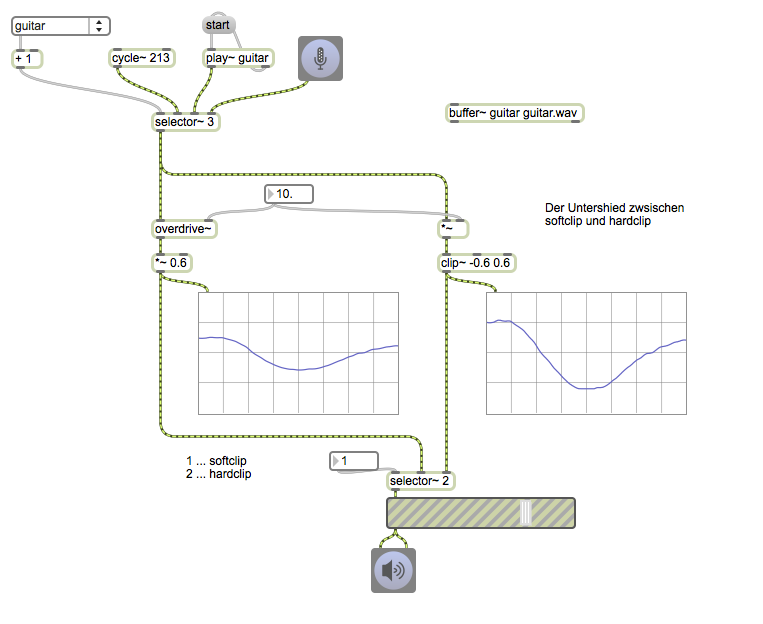 guitar
start
+ 1
cycle~ 213
play~ guitar
selector~ 3
buffer~ guitar guitar.wav
10.
Der Untershied zwsischen
softclip und hardclip
overdrive~
*~
*~ 0.6
clip~ -0.6 0.6
1 ... softclip
2 ... hardclip
1
selector~ 2